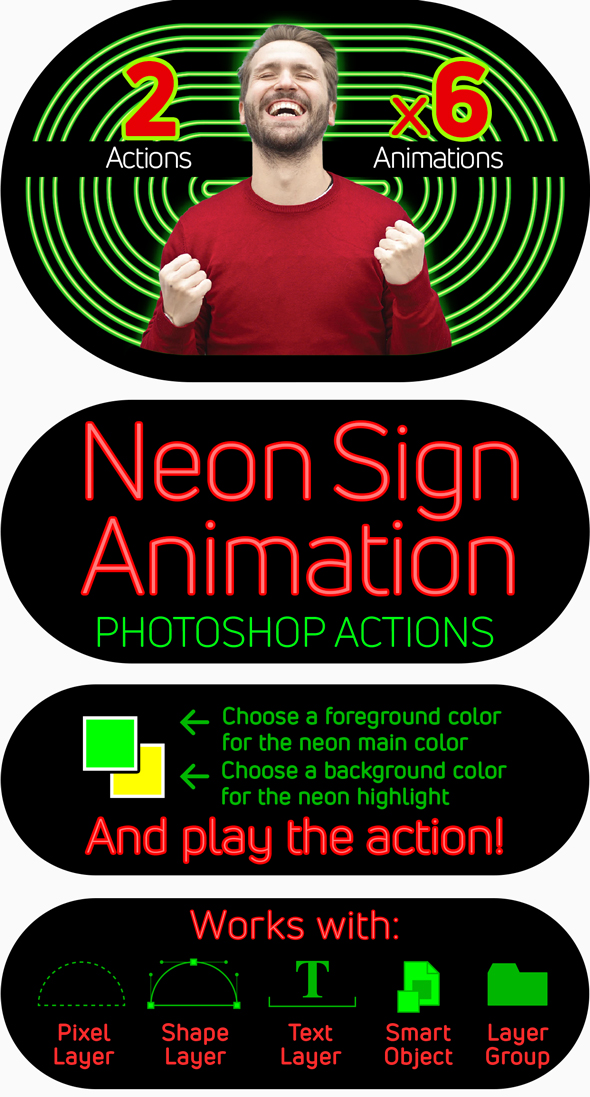 2
Actions
x6
Animations
Neon Sign
Animation
PHOTOSHOP ACTIONS
Choose a foreground color
for the neon main color
Choose a background color
for the neon highlight
And play the action!
Works with:
Pixel
Layer
Shape
Layer
T
Text
Layer
Smart
Object
Layer
Group